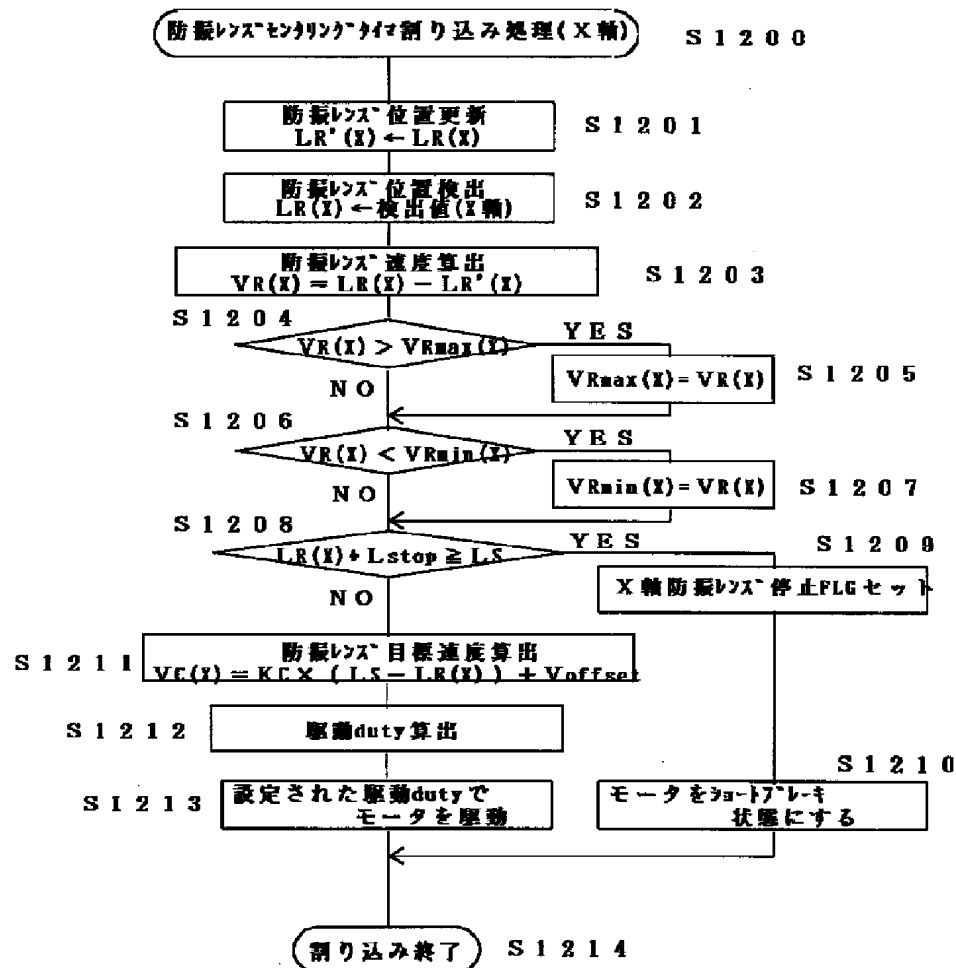 防振レンズセンタリングタイマ割り込み処理(X軸) S1200
防振レンズ位置更新
LR'(X)←LR(X) S1201
防振レンズ位置検出
LR(X)←検出値(X軸) S1202
防振レンズ速度算出
VR(X)=LR(X)-LR'(X) S1203
S1204
VR(X)>VRmax(X) YES
VRmax(X)=VR(X) S1205
NO
S1206
VR(X)<VRmin(X) YES
VRmin(X)=VR(X) S1207
NO
S1208
LR(X)+Lstop≧LS YES
S1209
X軸防振レンズ停止FLGセット
NO
防振レンズ目標速度算出
S1211 VC(X)=KC×(LS-LR(X))+Voffset
S1212 駆動duty算出
S1210
S1213 設定された駆動dutyで
モータを駆動
モータをショートブレーキ
状態にする
割り込み終了 S1214